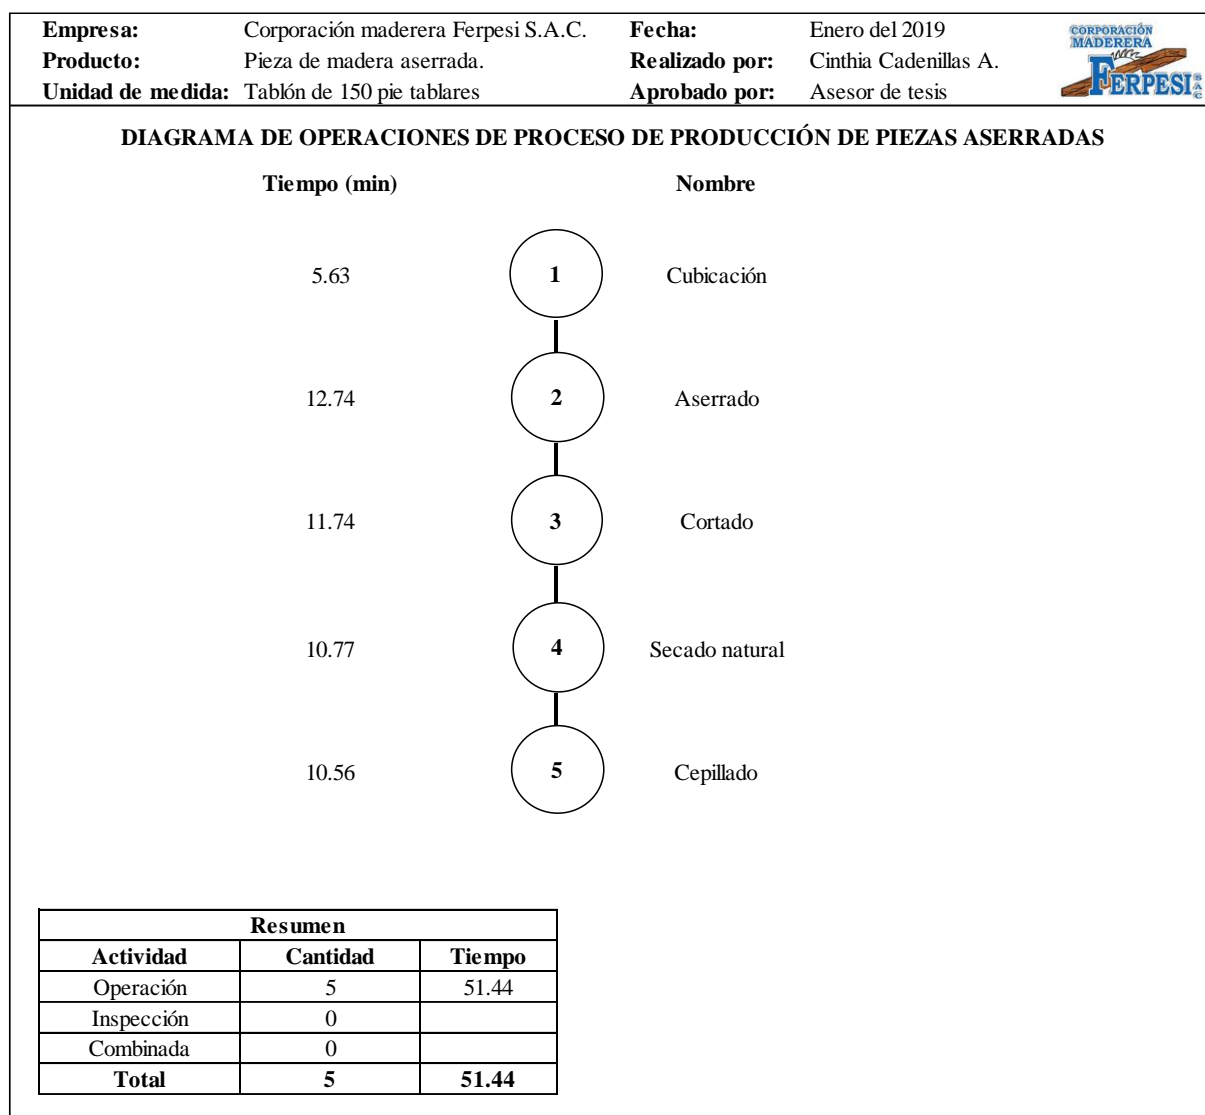 Empresa: Corporación maderera Ferpesi S.A.C. Fecha: Enero del 2019
Producto: Pieza de madera aserrada. Realizado por: Cinthia Cadenillas A.
Unidad de medida: Tablón de 150 pie tablares Aprobado por: Asesor de tesis
CORPORACIÓN
MADERERA
FERPESI SAC
DIAGRAMA DE OPERACIONES DE PROCESO DE PRODUCCIÓN DE PIEZAS ASERRADAS
Tiempo (min) Nombre
5.63 1 Cubicación
12.74 2 Aserrado
11.74 3 Cortado
10.77 4 Secado natural
10.56 5 Cepillado
Resumen
Actividad Cantidad Tiempo
Operación 5 51.44
Inspección 0
Combinada 0
Total 5 51.44